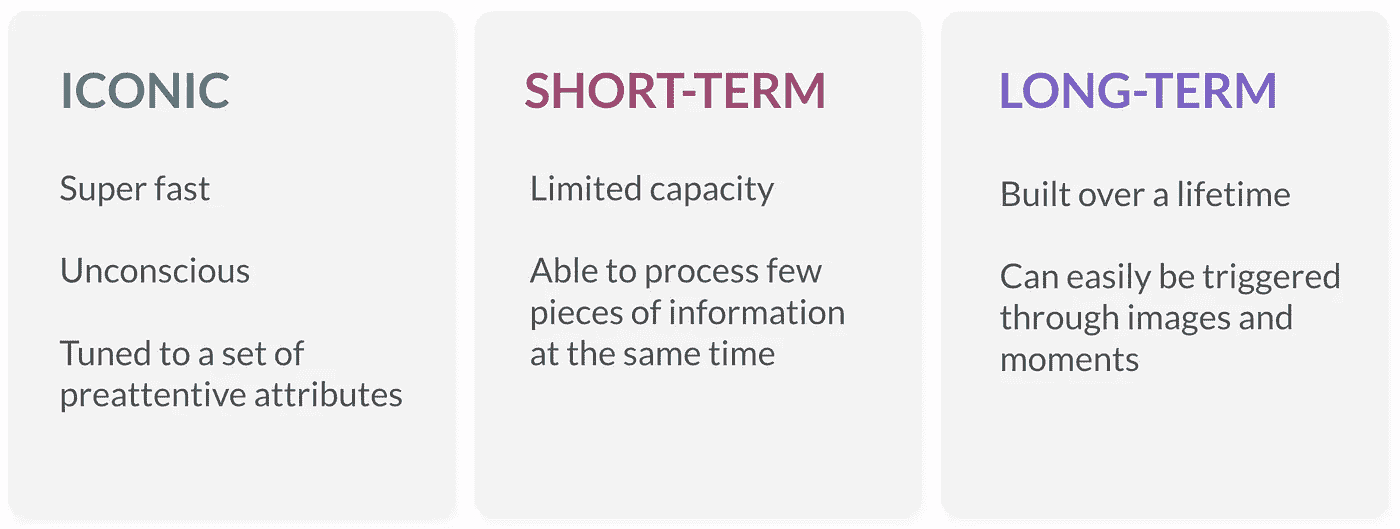 ICONIC
Super fast
Unconscious
Tuned to a set of
preattentive attributes
SHORT-TERM
Limited capacity
Able to process few
pieces of information
at the same time
LONG-TERM
Built over a lifetime
Can easily be triggered
through images and
moments